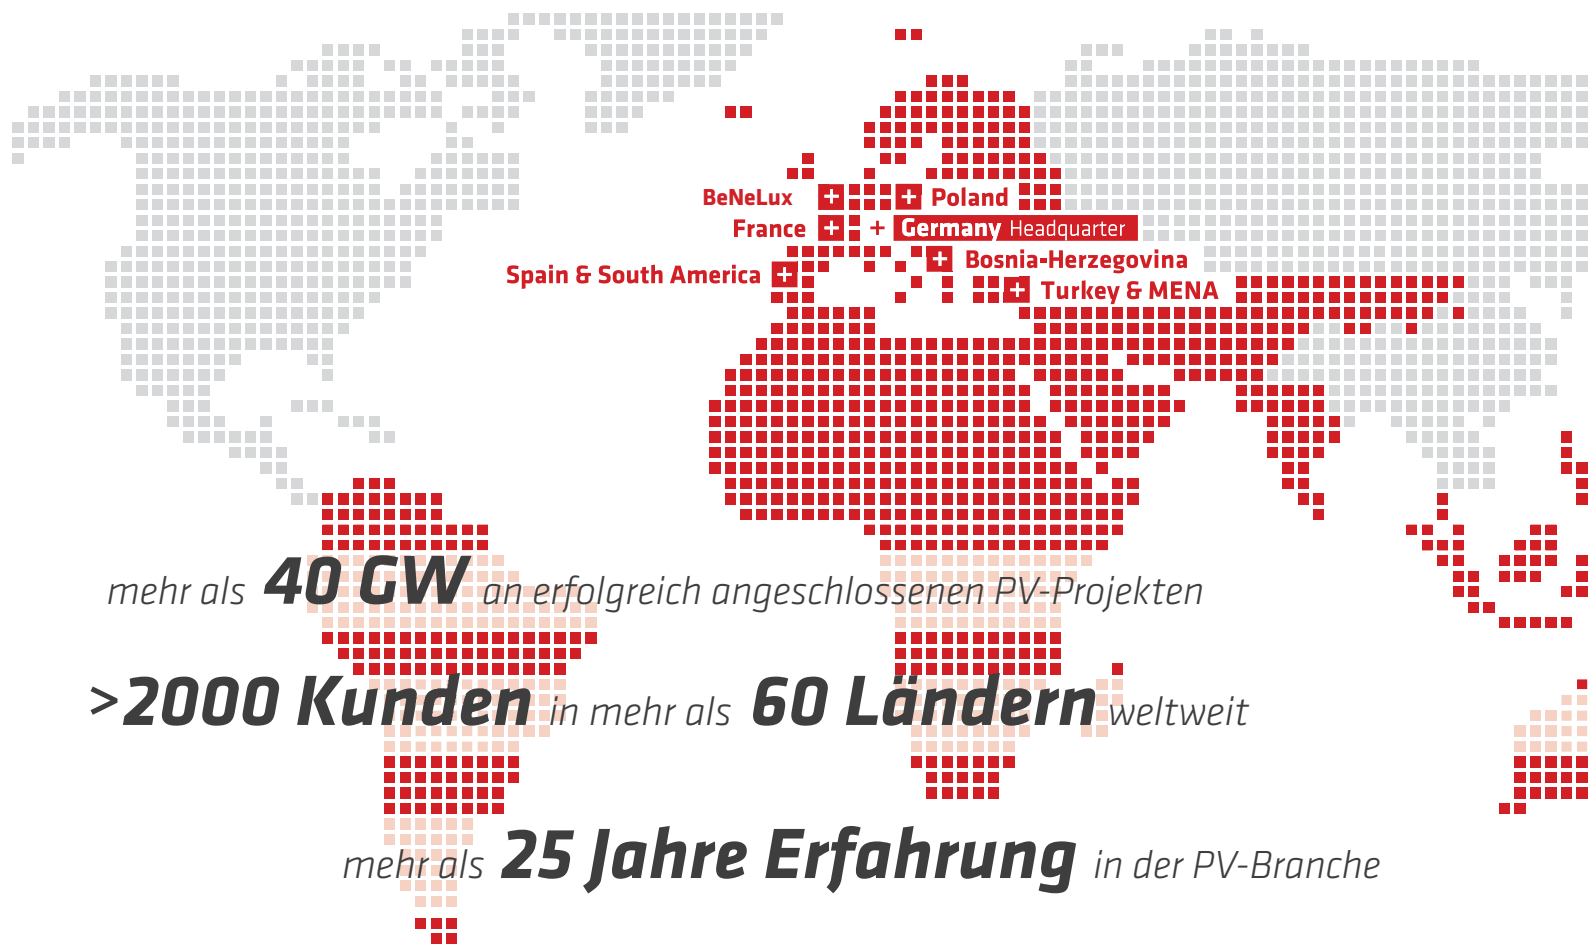 BeNeLux + + Poland
France + + Germany Headquarter
+ Bosnia-Herzegovina
Spain & South America +
+ Turkey & MENA
mehr als 40 GW an erfolgreich angeschlossenen PV-Projekten
>2000 Kunden in mehr als 60 Ländern weltweit
mehr als 25 Jahre Erfahrung in der PV-Branche